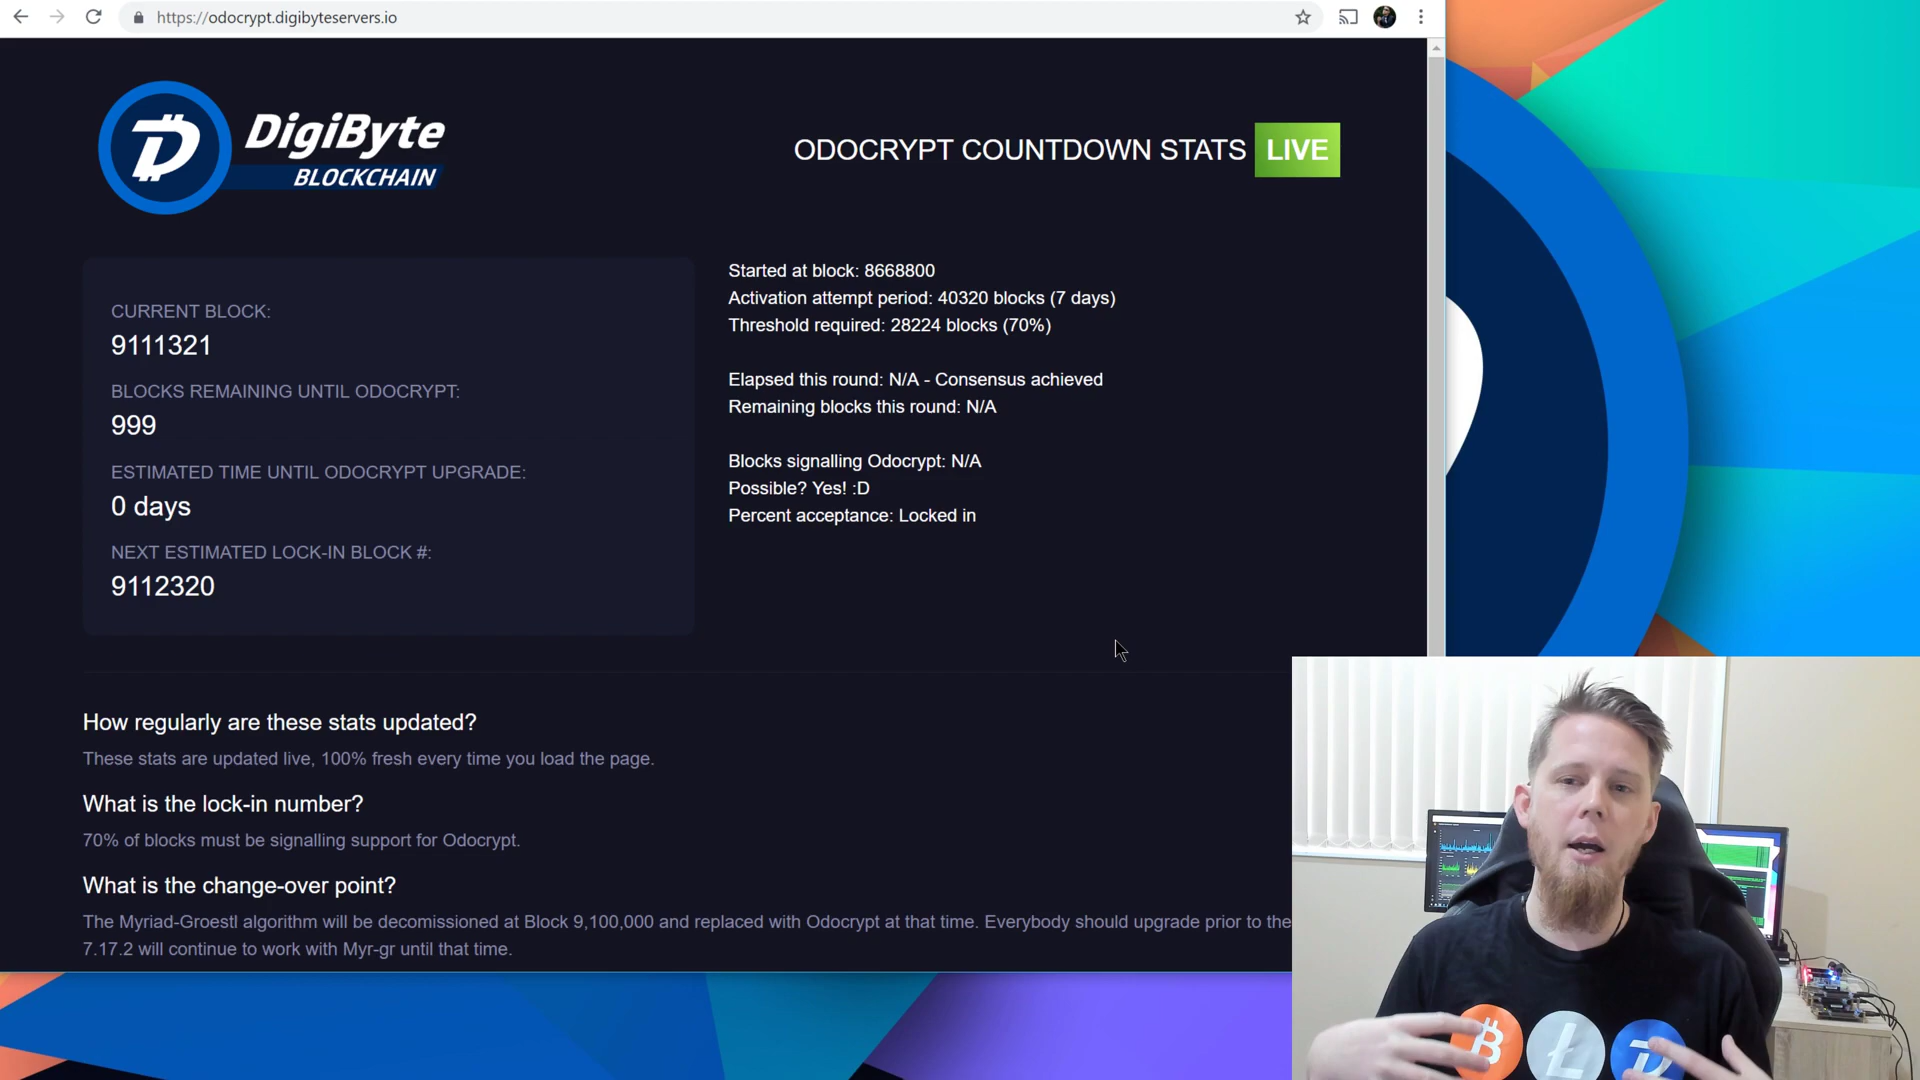 https://odocrypt.digibyteservers.io
DigiByte
BLOCKCHAIN
ODOCRYPT COUNTDOWN STATS LIVE
CURRENT BLOCK:
9111321
BLOCKS REMAINING UNTIL ODOCRYPT:
999
ESTIMATED TIME UNTIL ODOCRYPT UPGRADE:
0 days
NEXT ESTIMATED LOCK-IN BLOCK #:
9112320
Started at block: 8668800
Activation attempt period: 40320 blocks (7 days)
Threshold required: 28224 blocks (70%)
Elapsed this round: N/A - Consensus achieved
Remaining blocks this round: N/A
Blocks signalling Odocrypt: N/A
Possible? Yes! :D
Percent acceptance: Locked in
How regularly are these stats updated?
These stats are updated live, 100% fresh every time you load the page.
What is the lock-in number?
70% of blocks must be signalling support for Odocrypt.
What is the change-over point?
The Myriad-Groestl algorithm will be decomissioned at Block 9,100,000 and replaced with Odocrypt at that time. Everybody should upgrade prior to the
7.17.2 will continue to work with Myr-gr until that time.